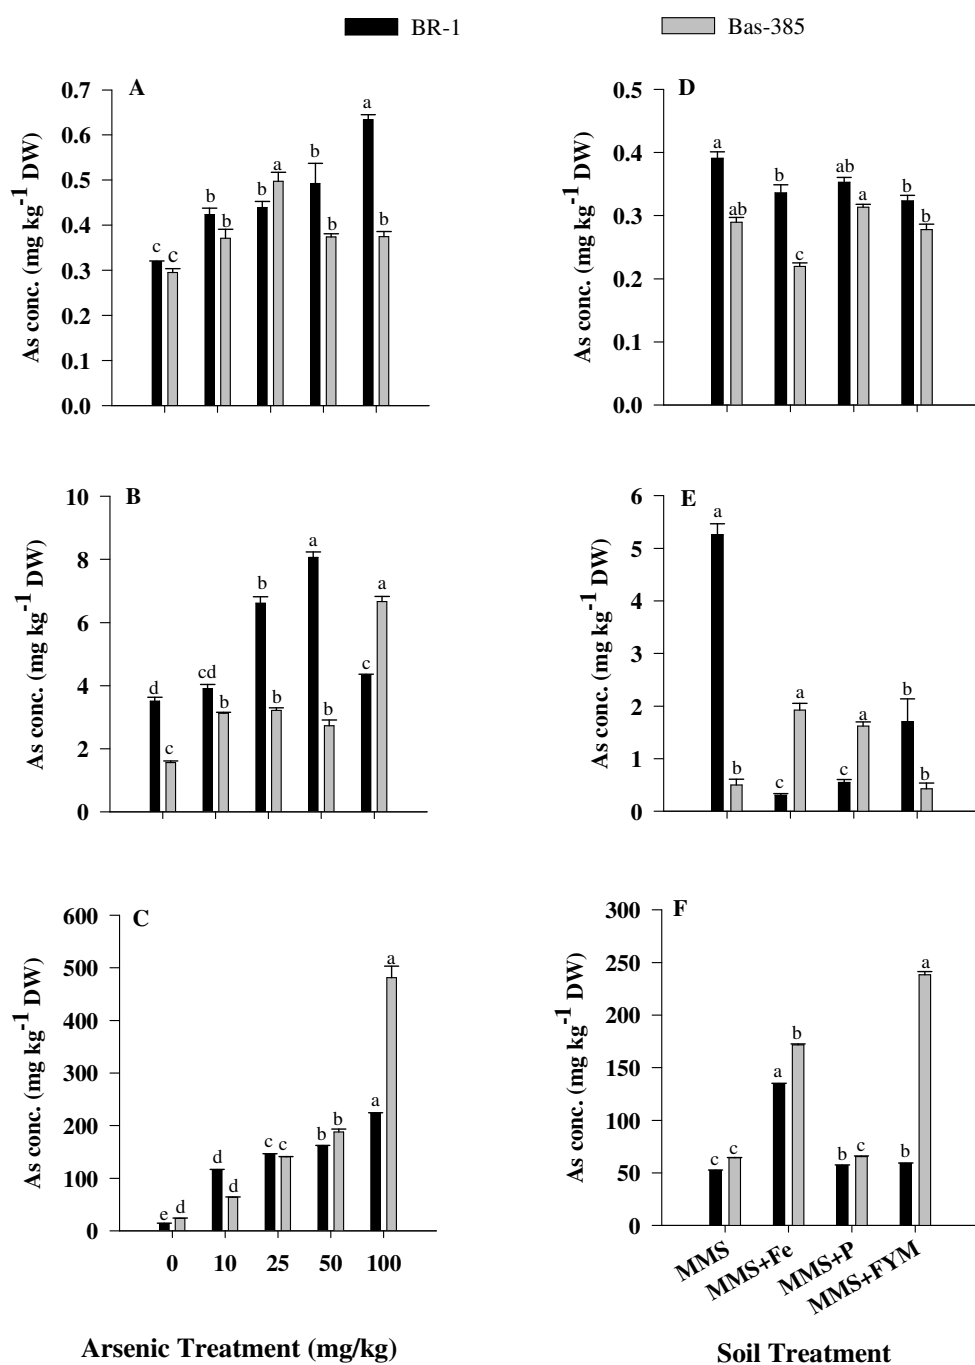 BR-1 Bas-385
A
As conc. (mg kg-1 DW)
0.7
0.6
0.5
0.4
0.3
0.2
0.1
0.0
c c b b b a b b a b
D
As conc. (mg kg-1 DW)
0.5
0.4
0.3
0.2
0.1
0.0
a ab b c ab a b b
B
As conc. (mg kg-1 DW)
10
8
6
4
2
0
d c cd b b b a b c a
E
As conc. (mg kg-1 DW)
6
5
4
3
2
1
0
a b c a c a b b
C
As conc. (mg kg-1 DW)
600
500
400
300
200
100
0
e d d d c c b b a a
0 10 25 50 100
Arsenic Treatment (mg/kg)
F
As conc. (mg kg-1 DW)
300
250
200
150
100
50
0
c c a b b c b a
MMS MMS+Fe MMS+P MMS+FYM
Soil Treatment